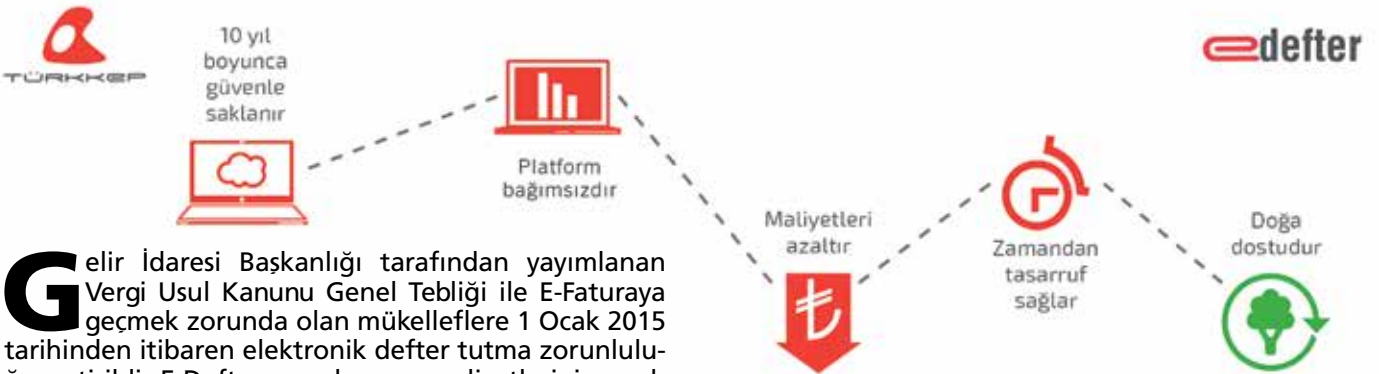 TÜRKKEP
10 yıl
boyunca
güvenle
saklanır
Platform
bağımsızdır
Maliyetleri
azaltır
Zamandan
tasarruf
sağlar
Doğa
dostudur
edefter
Gelir İdaresi Başkanlığı tarafından yayımlanan
Vergi Usul Kanunu Genel Tebliği ile E-Faturaya
geçmek zorunda olan mükelleflere 1 Ocak 2015
tarihinden itibaren elektronik defter tutma zorunlulu-